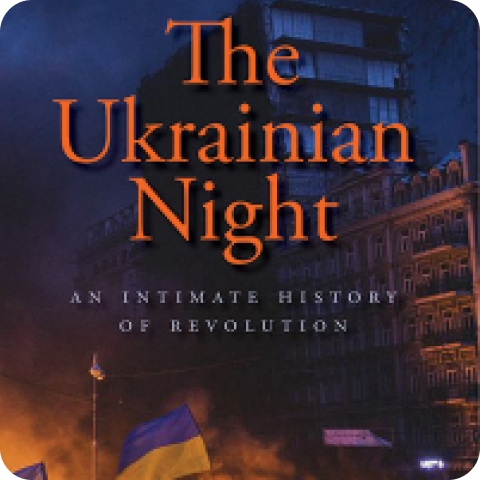 The
Ukrainian
Night
AN INTIMATE HISTORY
OF REVOLUTION